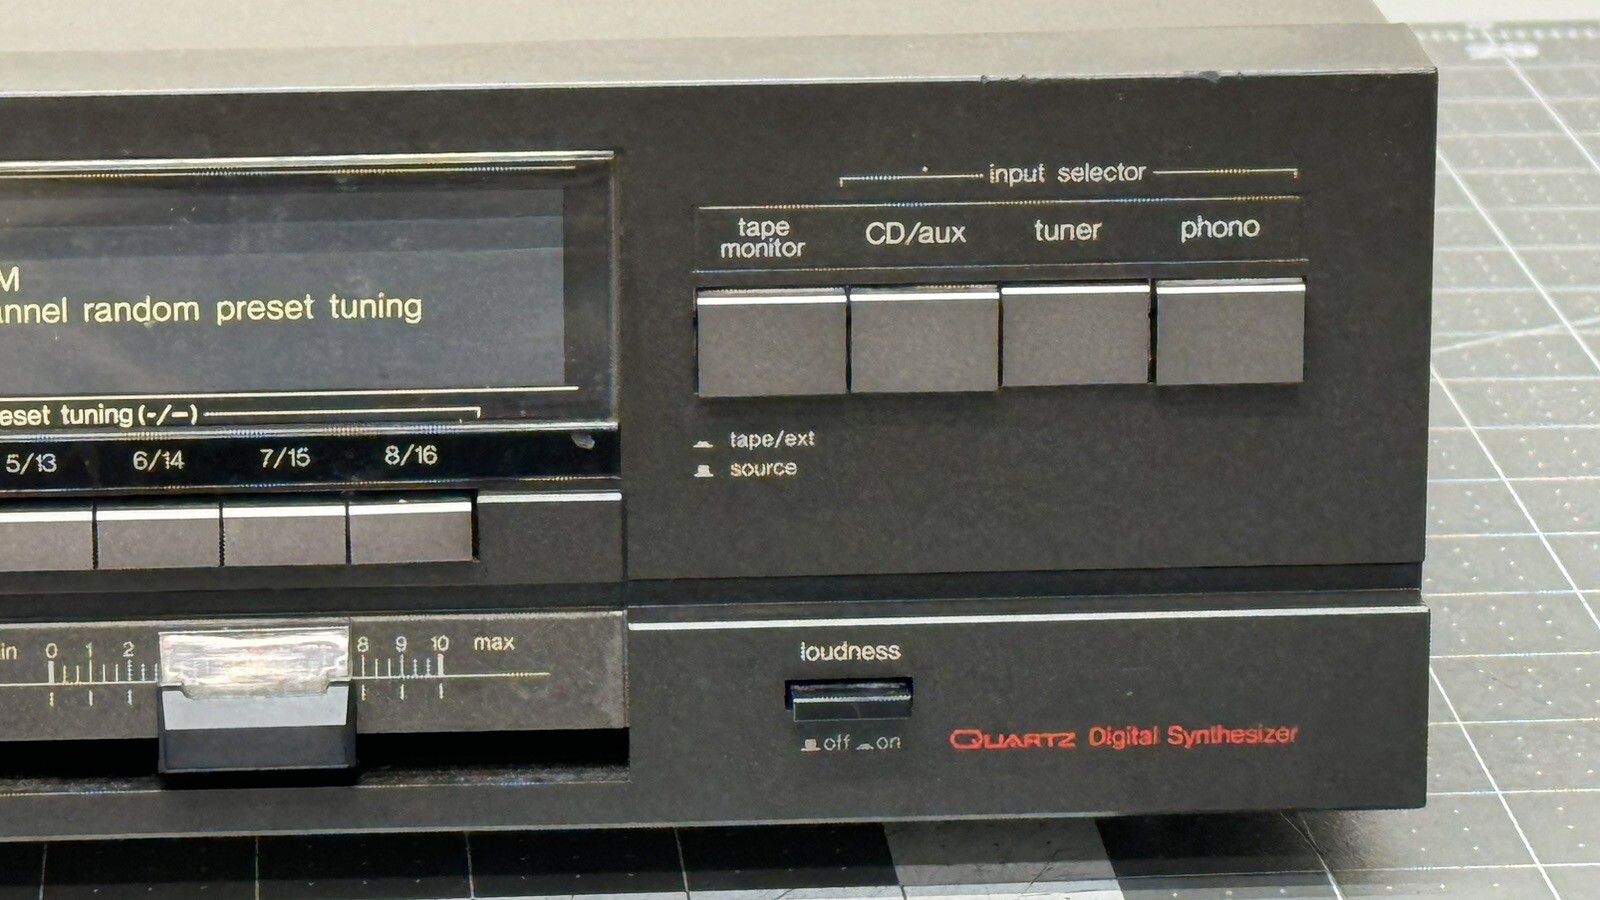 input selector
tape monitor
CD/aux
tuner
phono
M
annel random preset tuning
eset tuning(-/--)
5/13 6/14 7/15 8/16
tape/ext
source
in 0 1 2 8 9 10 max
loudness
off on
QUARTZ Digital Synthesizer